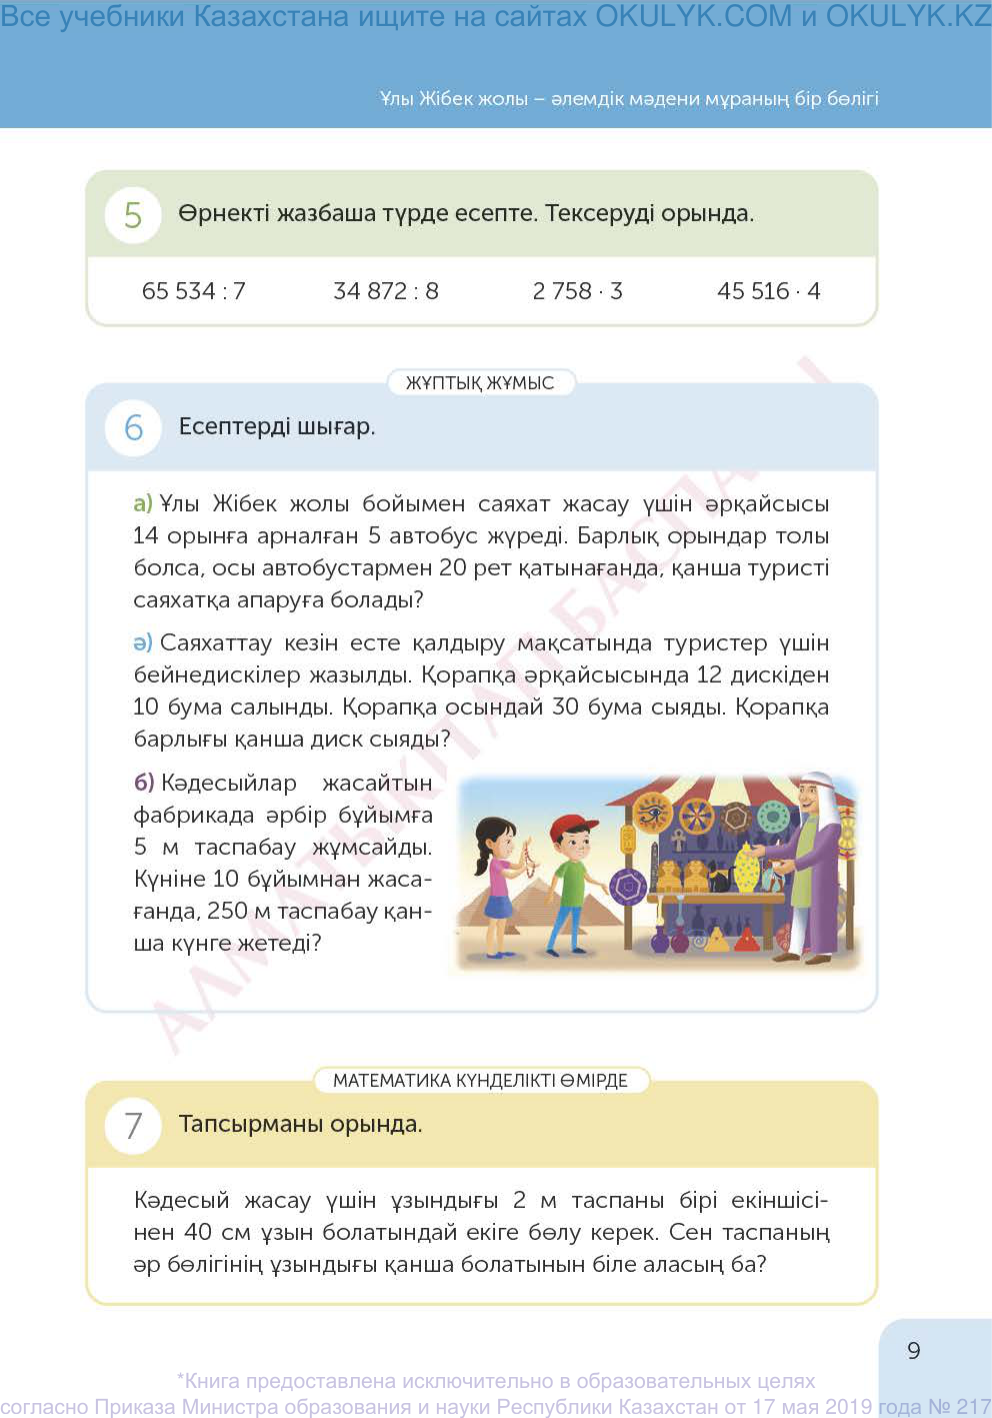 Все учебники Казахстана ищите на сайтах OKULYK.COM и OKULYK.KZ
Ұлы Жібек жолы – әлемдік мәдени мұраның бір бөлігі
5 Өрнекті жазбаша түрде есепте. Тексеруді орында.
65 534 : 7 34 872 : 8 2 758 · 3 45 516 · 4
ЖҰПТЫҚ ЖҰМЫС
6 Есептерді шығар.
а) Ұлы Жібек жолы бойымен саяхат жасау үшін әрқайсысы
14 орынға арналған 5 автобус жүреді. Барлық орындар толы
болса, осы автобустармен 20 рет қатынағанда, қанша туристі
саяхатқа апаруға болады?
ә) Саяхаттау кезін есте қалдыру мақсатында туристер үшін
бейнедискілер жазылды. Қорапқа әрқайсысында 12 дискіден
10 бума салынды. Қорапқа осындай 30 бума сыяды. Қорапқа
барлығы қанша диск сыяды?
б) Кәдесыйлар жасайтын
фабрикада әрбір бұйымға
5 м таспабау жұмсайды.
Күніне 10 бұйымнан жаса-
ғанда, 250 м таспабау қан-
ша күнге жетеді?
АЛМАТЫКІТАП БАСПАСЫ
МАТЕМАТИКА КҮНДЕЛІКТІ ӨМІРДЕ
7 Тапсырманы орында.
Кәдесый жасау үшін ұзындығы 2 м таспаны бірі екіншісі-
нен 40 см ұзын болатындай екіге бөлу керек. Сен таспаның
әр бөлігінің ұзындығы қанша болатынын біле аласың ба?
9
*Книга предоставлена исключительно в образовательных целях
согласно Приказа Министра образования и науки Республики Казахстан от 17 мая 2019 года № 217